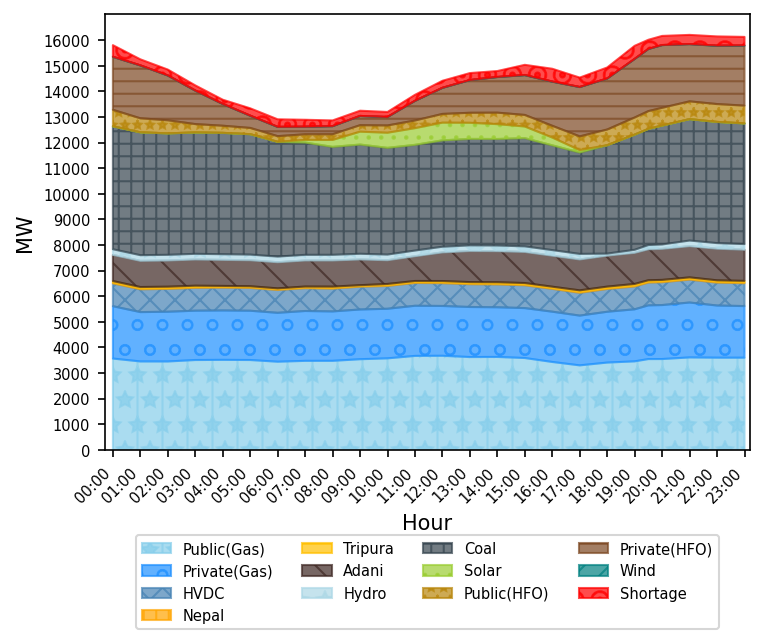 16000
15000
14000
13000
12000
11000
10000
9000
8000
7000
6000
5000
4000
3000
2000
1000
0
MW
00:00 01:00 02:00 03:00 04:00 05:00 06:00 07:00 08:00 09:00 10:00 11:00 12:00 13:00 14:00 15:00 16:00 17:00 18:00 19:00 20:00 21:00 22:00 23:00
Hour
Public(Gas) Tripura Coal Private(HFO)
Private(Gas) Adani Solar Wind
HVDC Hydro Public(HFO) Shortage
Nepal